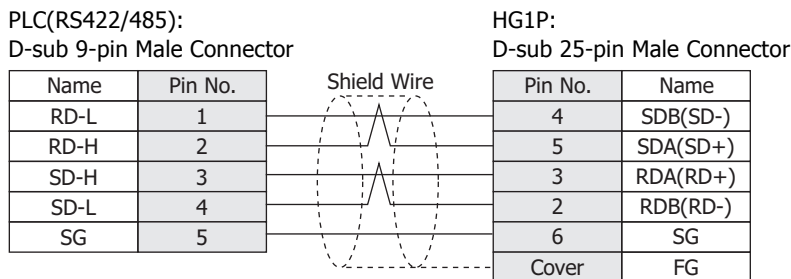 PLC(RS422/485): HG1P:
D-sub 9-pin Male Connector D-sub 25-pin Male Connector
Name Pin No. Shield Wire Pin No. Name
RD-L 1 4 SDB(SD-)
RD-H 2 5 SDA(SD+)
SD-H 3 3 RDA(RD+)
SD-L 4 2 RDB(RD-)
SG 5 6 SG
Cover FG